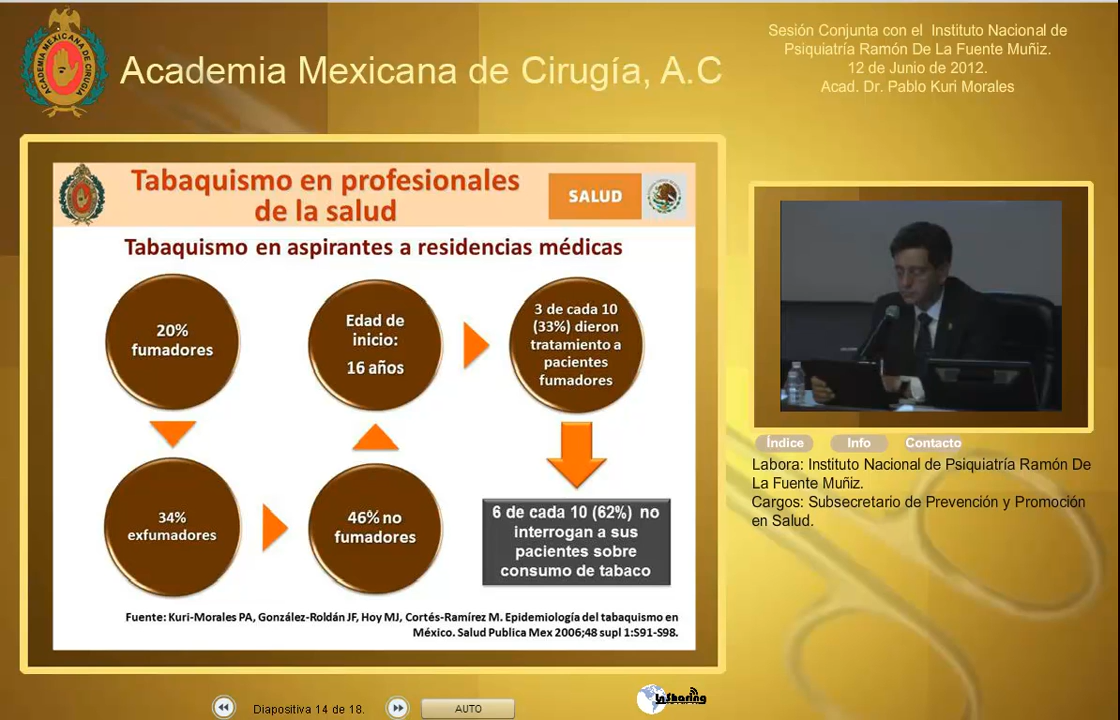 ACADEMIA MEXICANA DE CIRUGIA
Academia Mexicana de Cirugía, A.C
Sesión Conjunta con el Instituto Nacional de
Psiquiatría Ramón De La Fuente Muñiz.
12 de Junio de 2012.
Acad. Dr. Pablo Kuri Morales
Tabaquismo en profesionales
de la salud
SALUD
Tabaquismo en aspirantes a residencias médicas
20%
fumadores
34%
exfumadores
46% no
fumadores
Edad de
inicio:
16 años
3 de cada 10
(33%) dieron
tratamiento a
pacientes
fumadores
6 de cada 10 (62%) no
interrogan a sus
pacientes sobre
consumo de tabaco
Fuente: Kuri-Morales PA, González-Roldán JF, Hoy MJ, Cortés-Ramírez M. Epidemiología del tabaquismo en
México. Salud Publica Mex 2006;48 supl 1:S91-S98.
Índice Info Contacto
Labora: Instituto Nacional de Psiquiatría Ramón De
La Fuente Muñiz.
Cargos: Subsecretario de Prevención y Promoción
en Salud.
Diapositiva 14 de 18.
AUTO